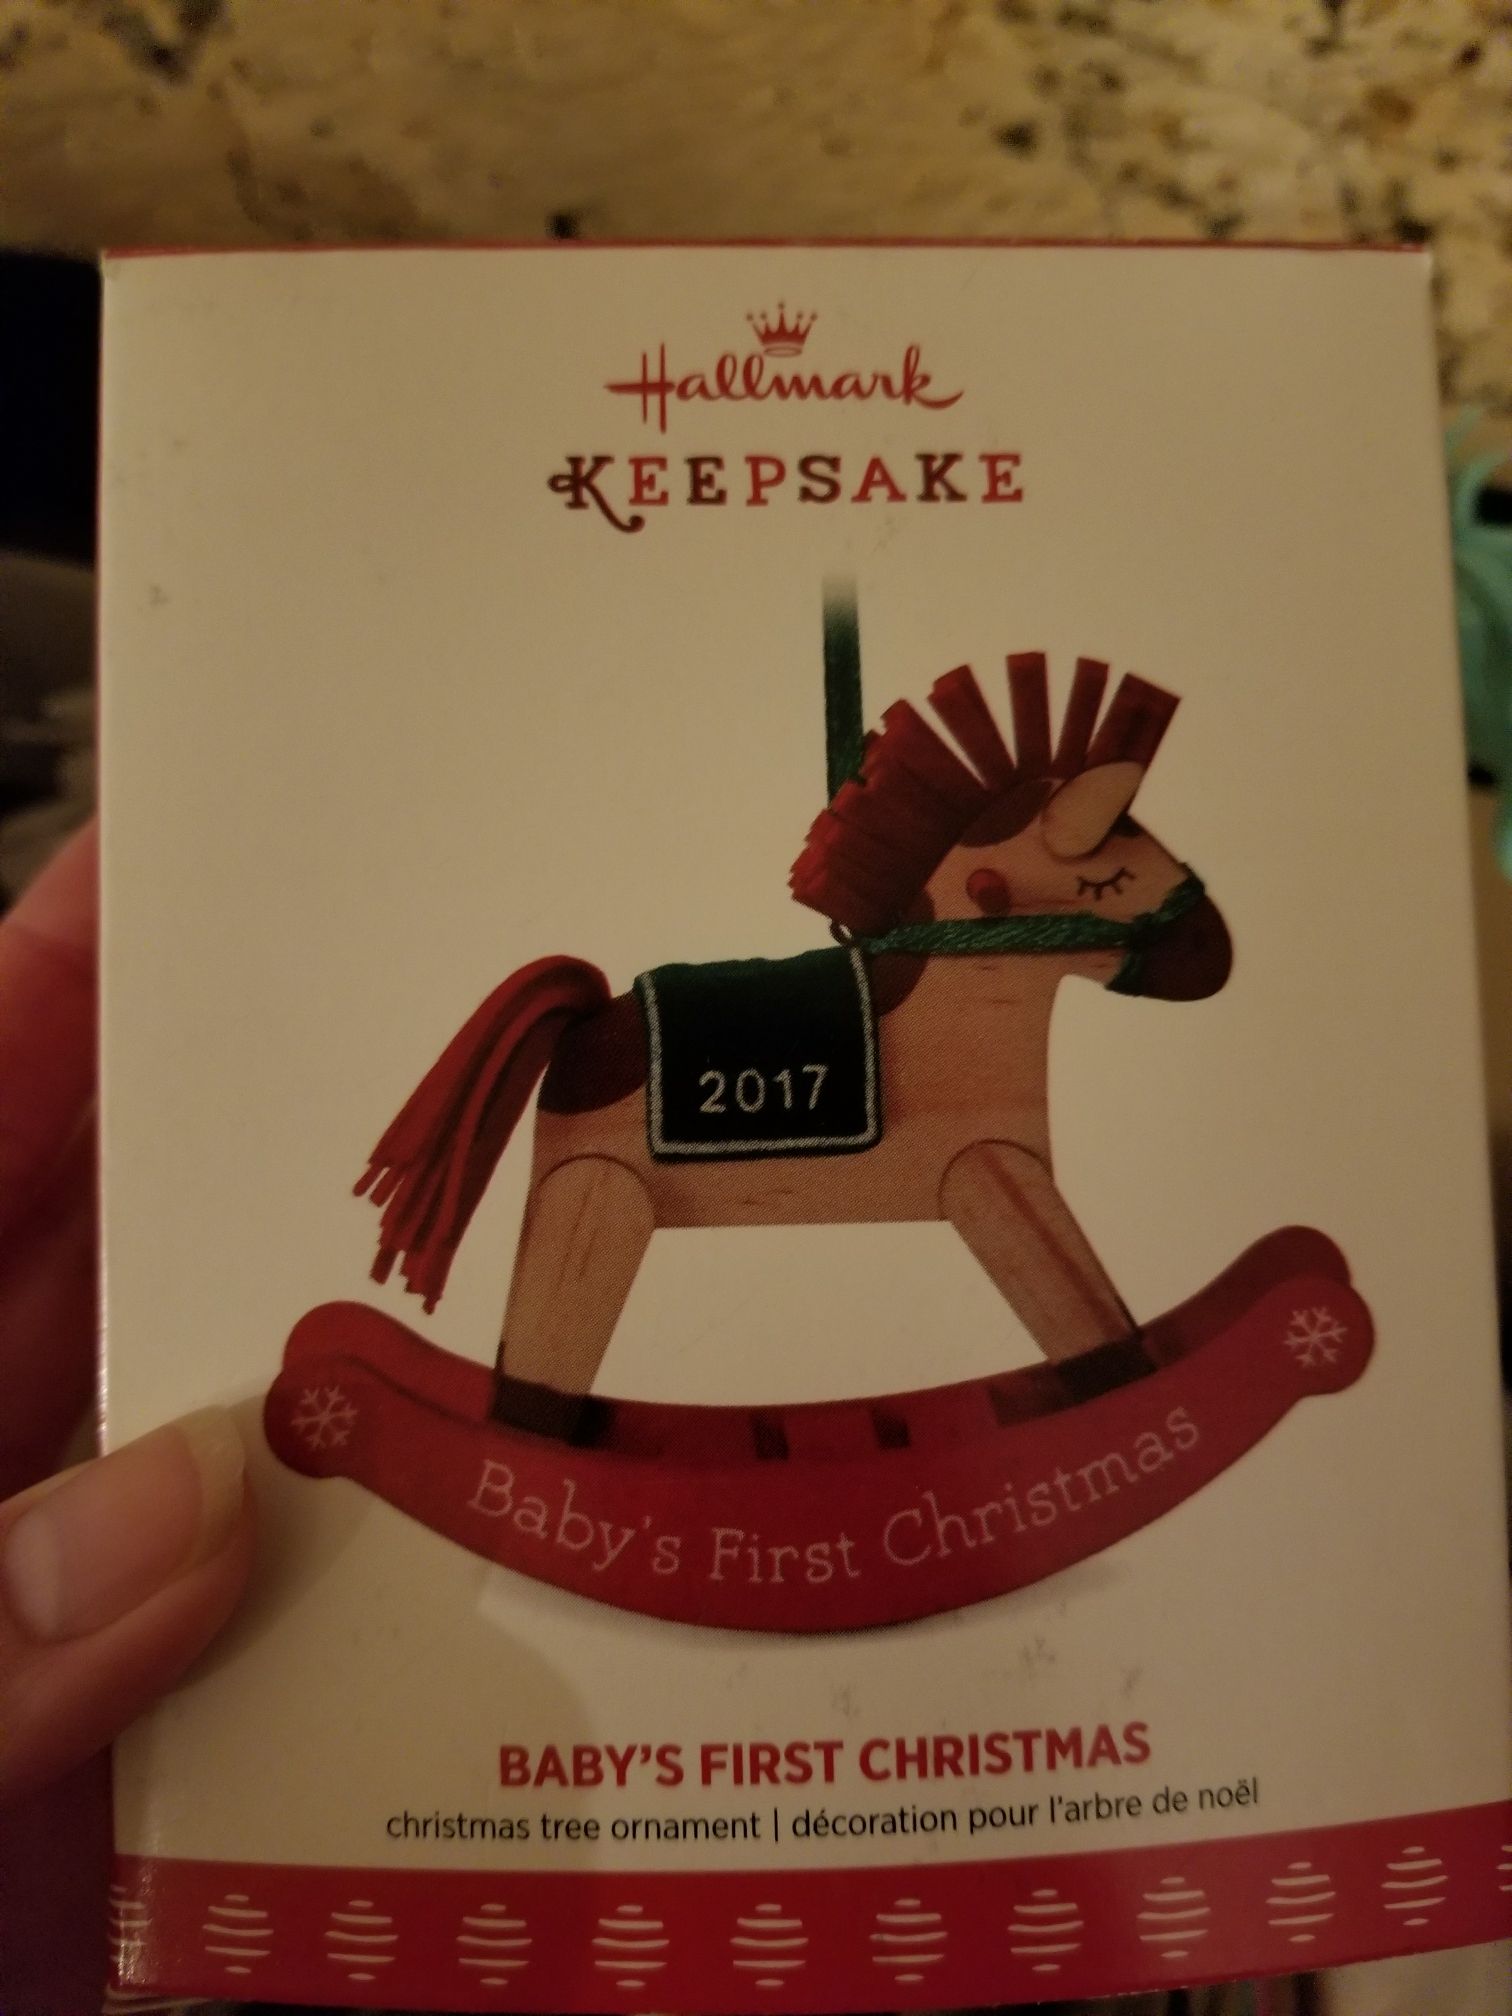 Hallmark
KEEPSAKE
2017
Baby's First Christmas
BABY'S FIRST CHRISTMAS
christmas tree ornament | décoration pour l'arbre de noël